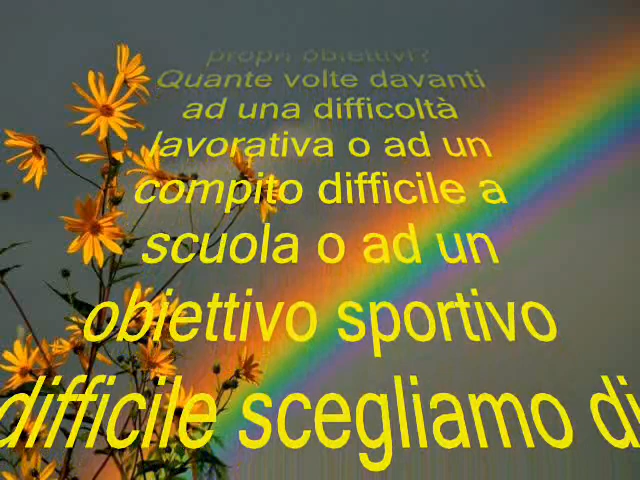 propri obiettivi?
Quante volte davanti
ad una difficoltà
lavorativa o ad un
compito difficile a
scuola o ad un
obiettivo sportivo
difficile scegliamo di